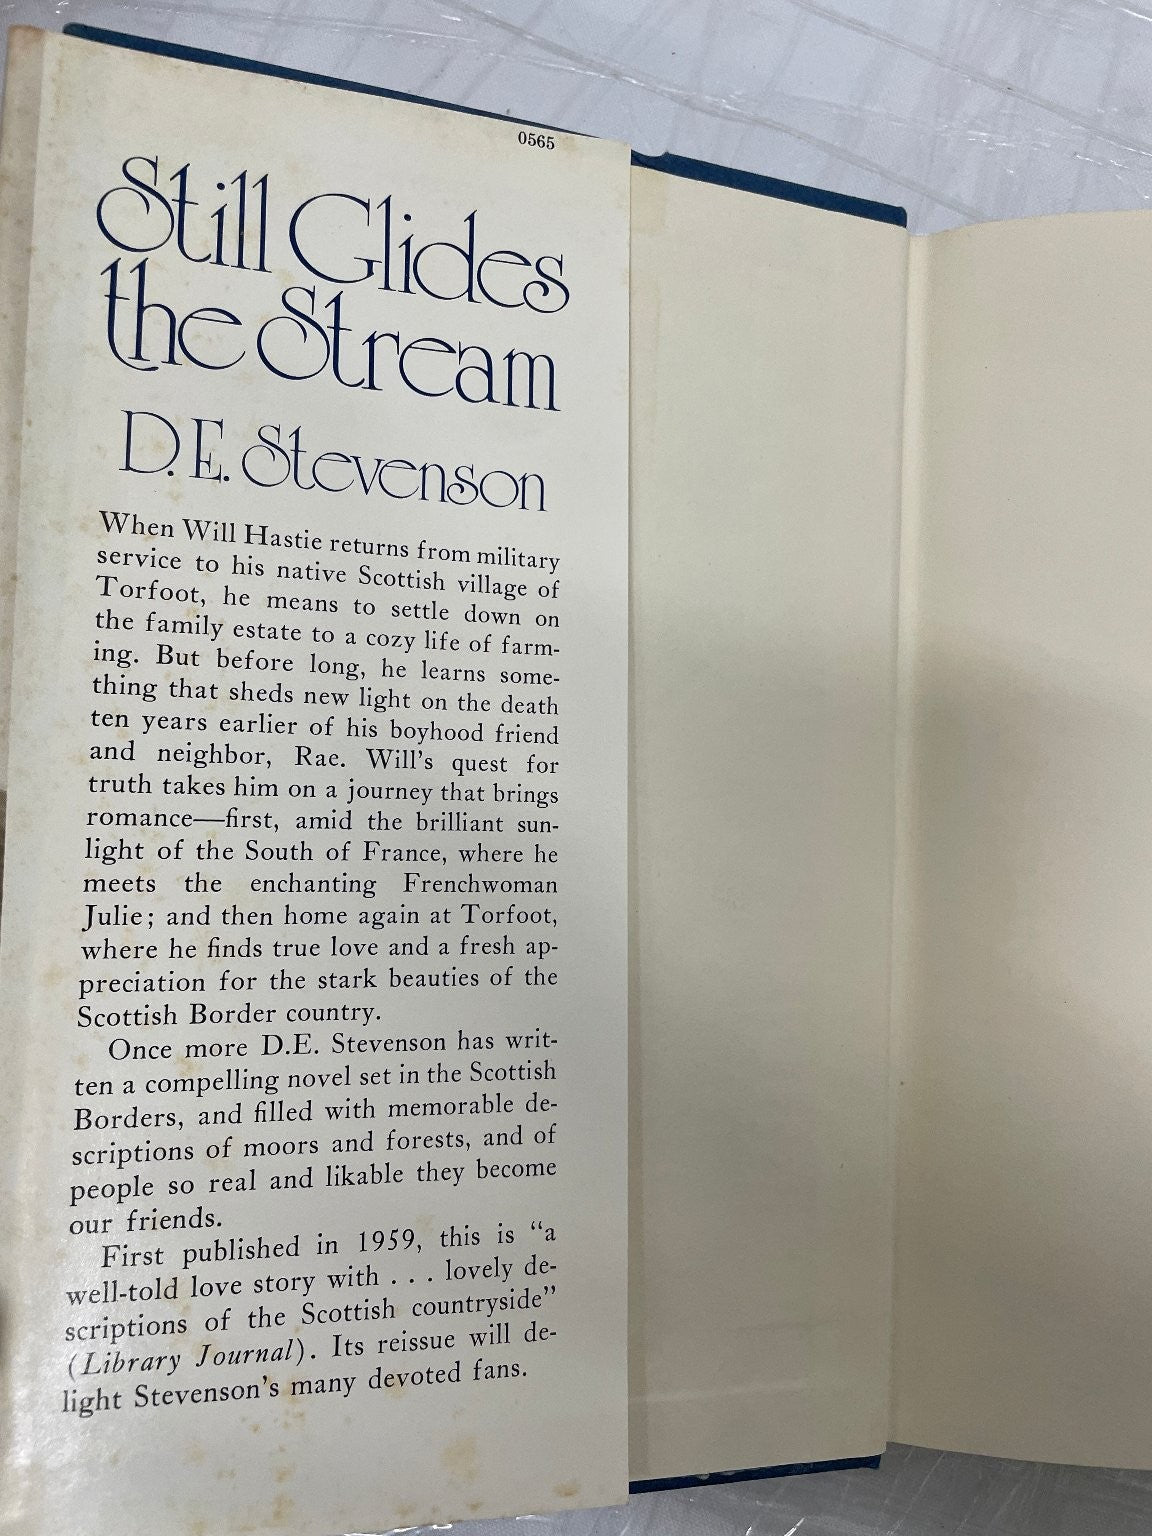 0565
Still Glides
the Stream
D.E. Stevenson
When Will Hastie returns from military
service to his native Scottish village of
Torfoot, he means to settle down on
the family estate to a cozy life of farm-
ing. But before long, he learns some-
thing that sheds new light on the death
ten years earlier of his boyhood friend
and neighbor, Rae. Will's quest for
truth takes him on a journey that brings
romance—first, amid the brilliant sun-
light of the South of France, where he
meets the enchanting Frenchwoman
Julie; and then home again at Torfoot,
where he finds true love and a fresh ap-
preciation for the stark beauties of the
Scottish Border country.
Once more D.E. Stevenson has writ-
ten a compelling novel set in the Scottish
Borders, and filled with memorable de-
scriptions of moors and forests, and of
people so real and likable they become
our friends.
First published in 1959, this is "a
well-told love story with . . . lovely de-
scriptions of the Scottish countryside"
(Library Journal). Its reissue will de-
light Stevenson's many devoted fans.